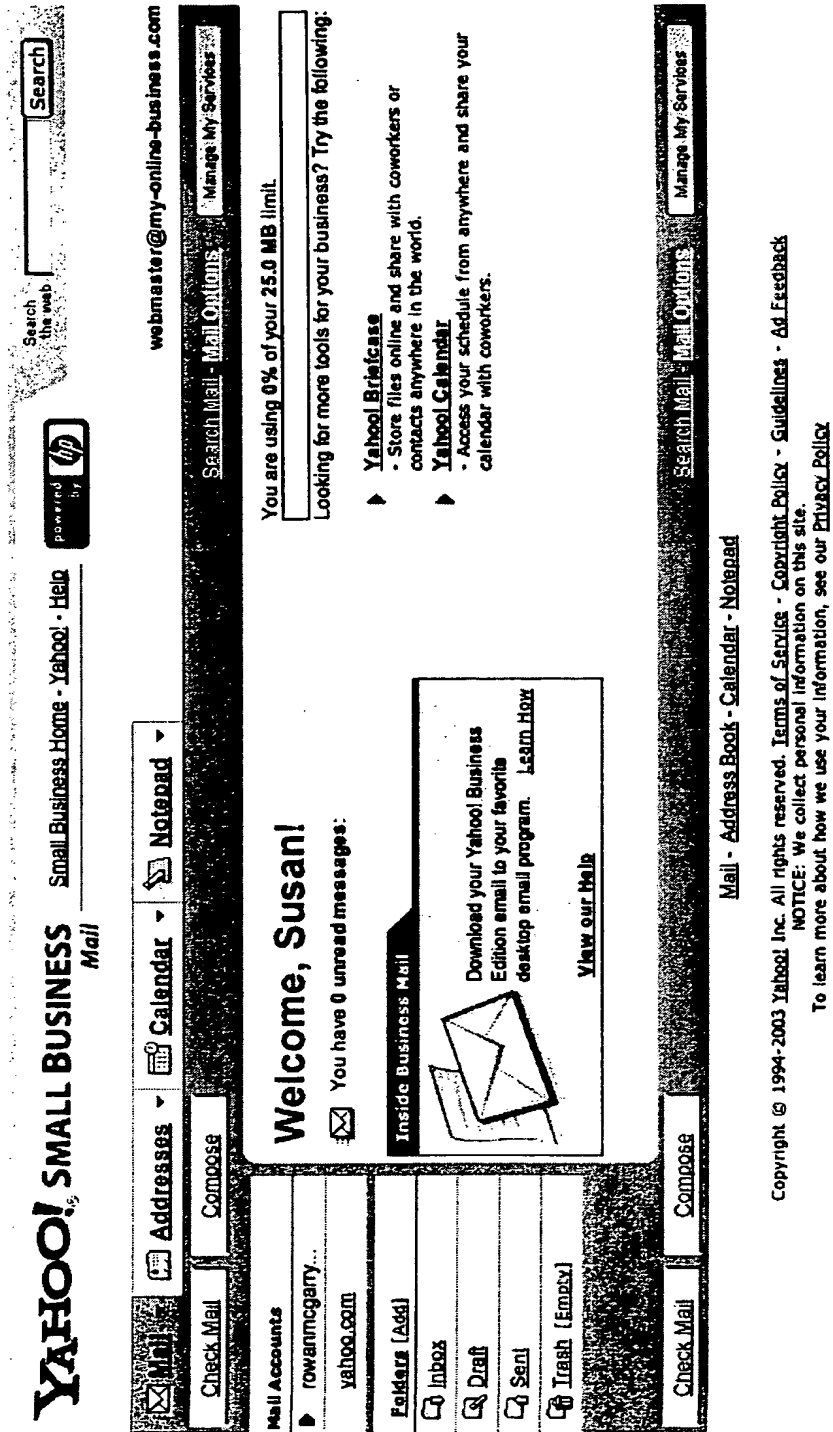 YAHOO! SMALL BUSINESS
Mail
Small Business Home - Yahoo! - Help
powered by hp
Search the web
Search
Mail
Addresses
Calendar
Notepad
webmaster@my-online-business.com
Check Mail
Compose
Search Mail - Mail Options
Manage My Services
Mail Accounts
rowanmcgarry...
yahoo.com
Folders [Add]
Inbox
Draft
Sent
Trash [Empty]
Welcome, Susan!
You have 0 unread messages:
Inside Business Mail
Download your Yahoo! Business
Edition email to your favorite
desktop email program. Learn How
View our Help
You are using 0% of your 25.0 MB limit.
Looking for more tools for your business? Try the following:
Yahoo! Briefcase
- Store files online and share with coworkers or
contacts anywhere in the world.
Yahoo! Calendar
- Access your schedule from anywhere and share your
calendar with coworkers.
Check Mail
Compose
Search Mail - Mail Options
Manage My Services
Mail - Address Book - Calendar - Notepad
Copyright © 1994-2003 Yahoo! Inc. All rights reserved. Terms of Service - Copyright Policy - Guidelines - Ad Feedback
NOTICE: We collect personal information on this site.
To learn more about how we use your information, see our Privacy Policy